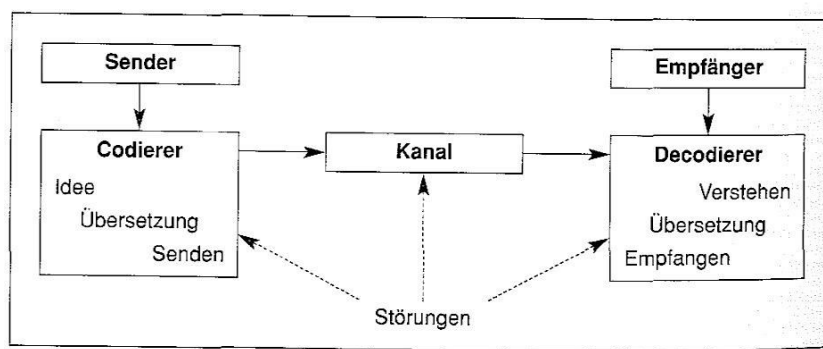 Sender
Empfänger
Codierer
Idee
Übersetzung
Senden
Kanal
Decodierer
Verstehen
Übersetzung
Empfangen
Störungen